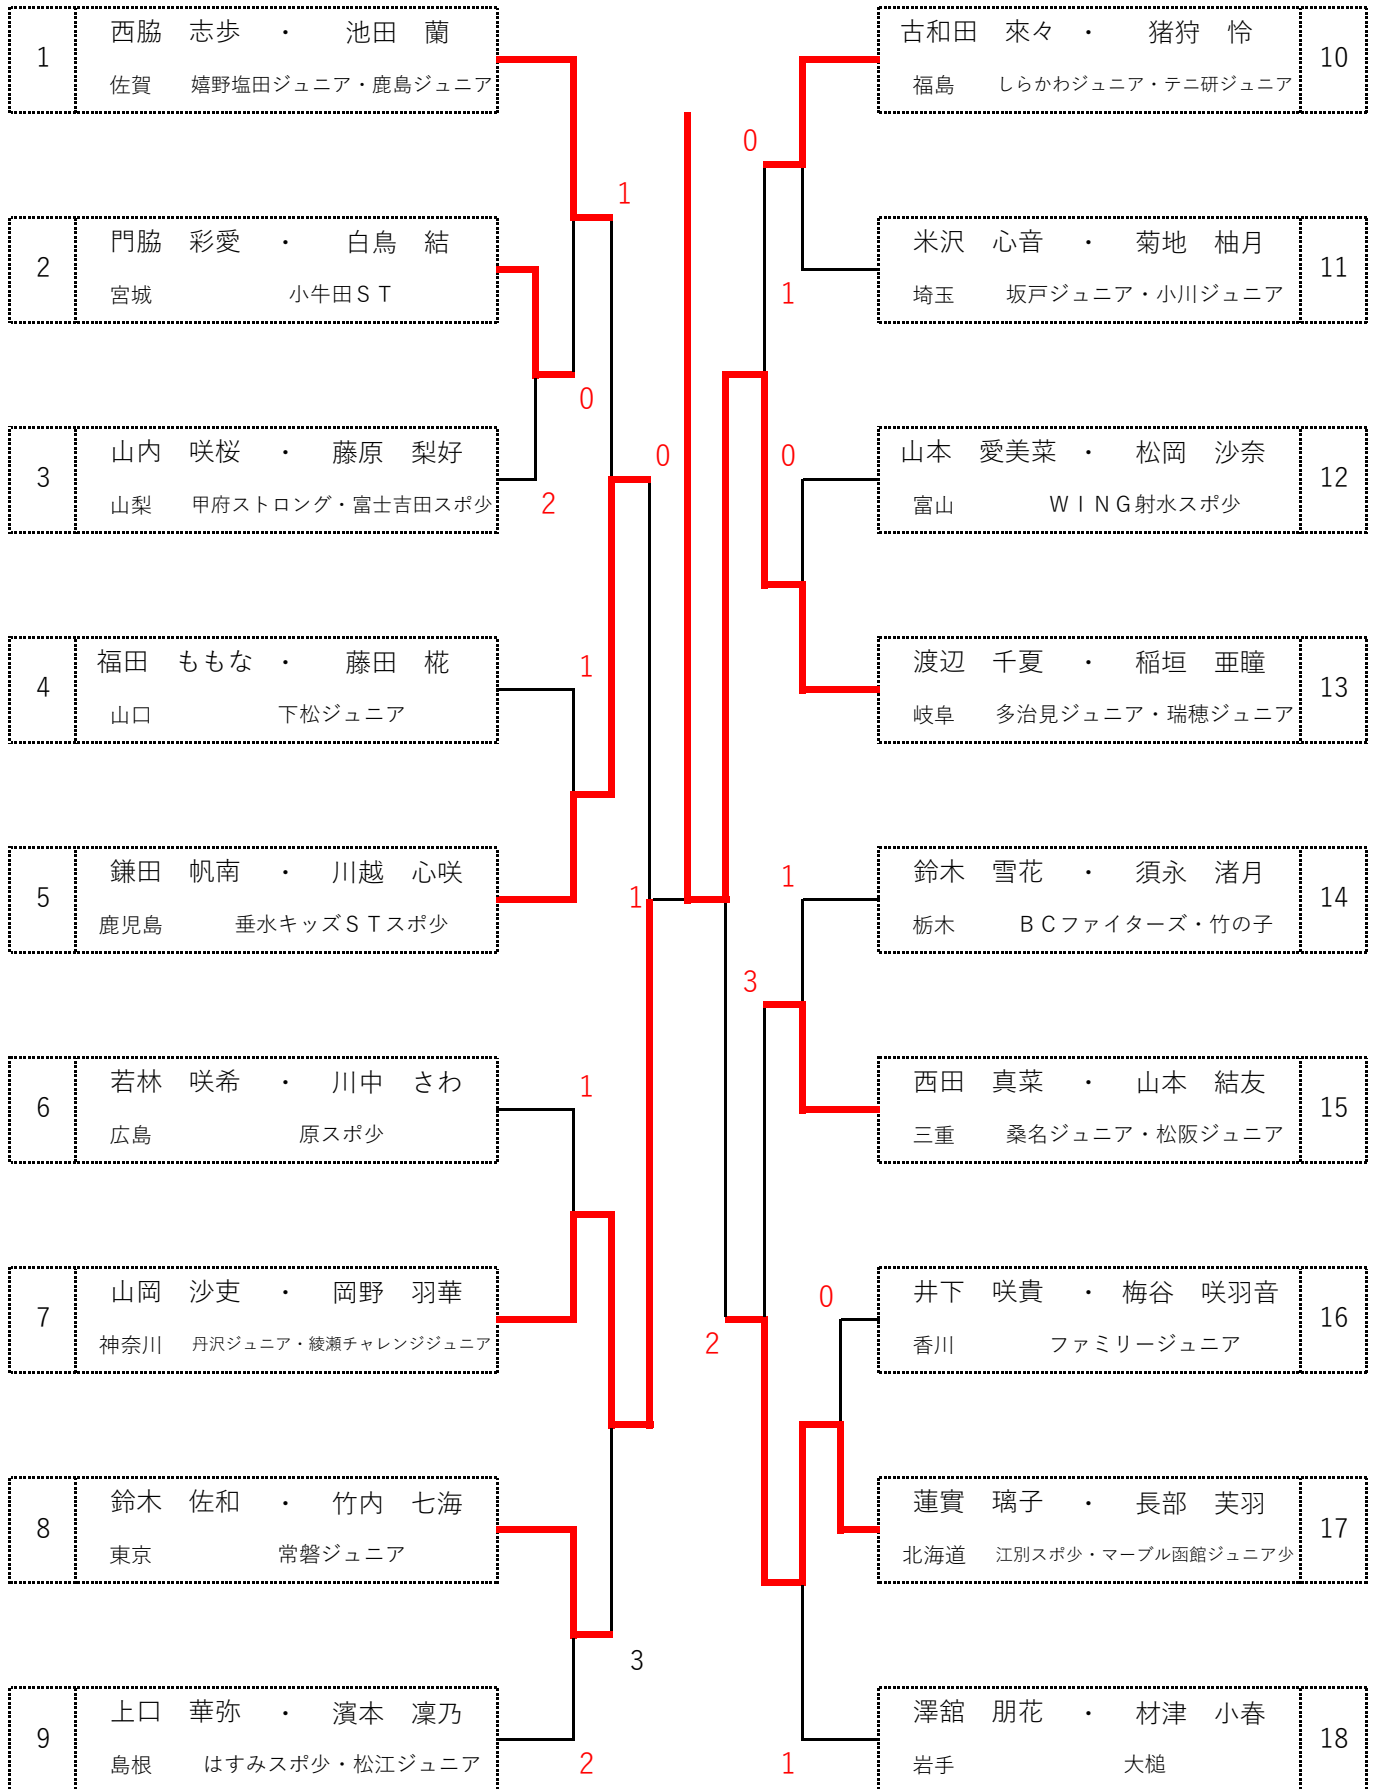 1
西脇　志歩　・　池田　蘭
佐賀　嬉野塩田ジュニア・鹿島ジュニア
2
門脇　彩愛　・　白鳥　結
宮城　小牛田ＳＴ
3
山内　咲桜　・　藤原　梨好
山梨　甲府ストロング・富士吉田スポ少
4
福田　ももな　・　藤田　椛
山口　下松ジュニア
5
鎌田　帆南　・　川越　心咲
鹿児島　垂水キッズＳＴスポ少
6
若林　咲希　・　川中　さわ
広島　原スポ少
7
山岡　沙吏　・　岡野　羽華
神奈川　丹沢ジュニア・綾瀬チャレンジジュニア
8
鈴木　佐和　・　竹内　七海
東京　常磐ジュニア
9
上口　華弥　・　濱本　凜乃
島根　はすみスポ少・松江ジュニア
1
0
2
0
1
1
1
3
2
0
1
0
1
3
0
2
1
古和田　來々　・　猪狩　怜
福島　しらかわジュニア・テニ研ジュニア
10
米沢　心音　・　菊地　柚月
埼玉　坂戸ジュニア・小川ジュニア
11
山本　愛美菜　・　松岡　沙奈
富山　ＷＩＮＧ射水スポ少
12
渡辺　千夏　・　稲垣　亜瞳
岐阜　多治見ジュニア・瑞穂ジュニア
13
鈴木　雪花　・　須永　渚月
栃木　ＢＣファイターズ・竹の子
14
西田　真菜　・　山本　結友
三重　桑名ジュニア・松阪ジュニア
15
井下　咲貴　・　梅谷　咲羽音
香川　ファミリージュニア
16
蓮實　璃子　・　長部　芙羽
北海道　江別スポ少・マーブル函館ジュニア少
17
澤舘　朋花　・　材津　小春
岩手　大槌
18